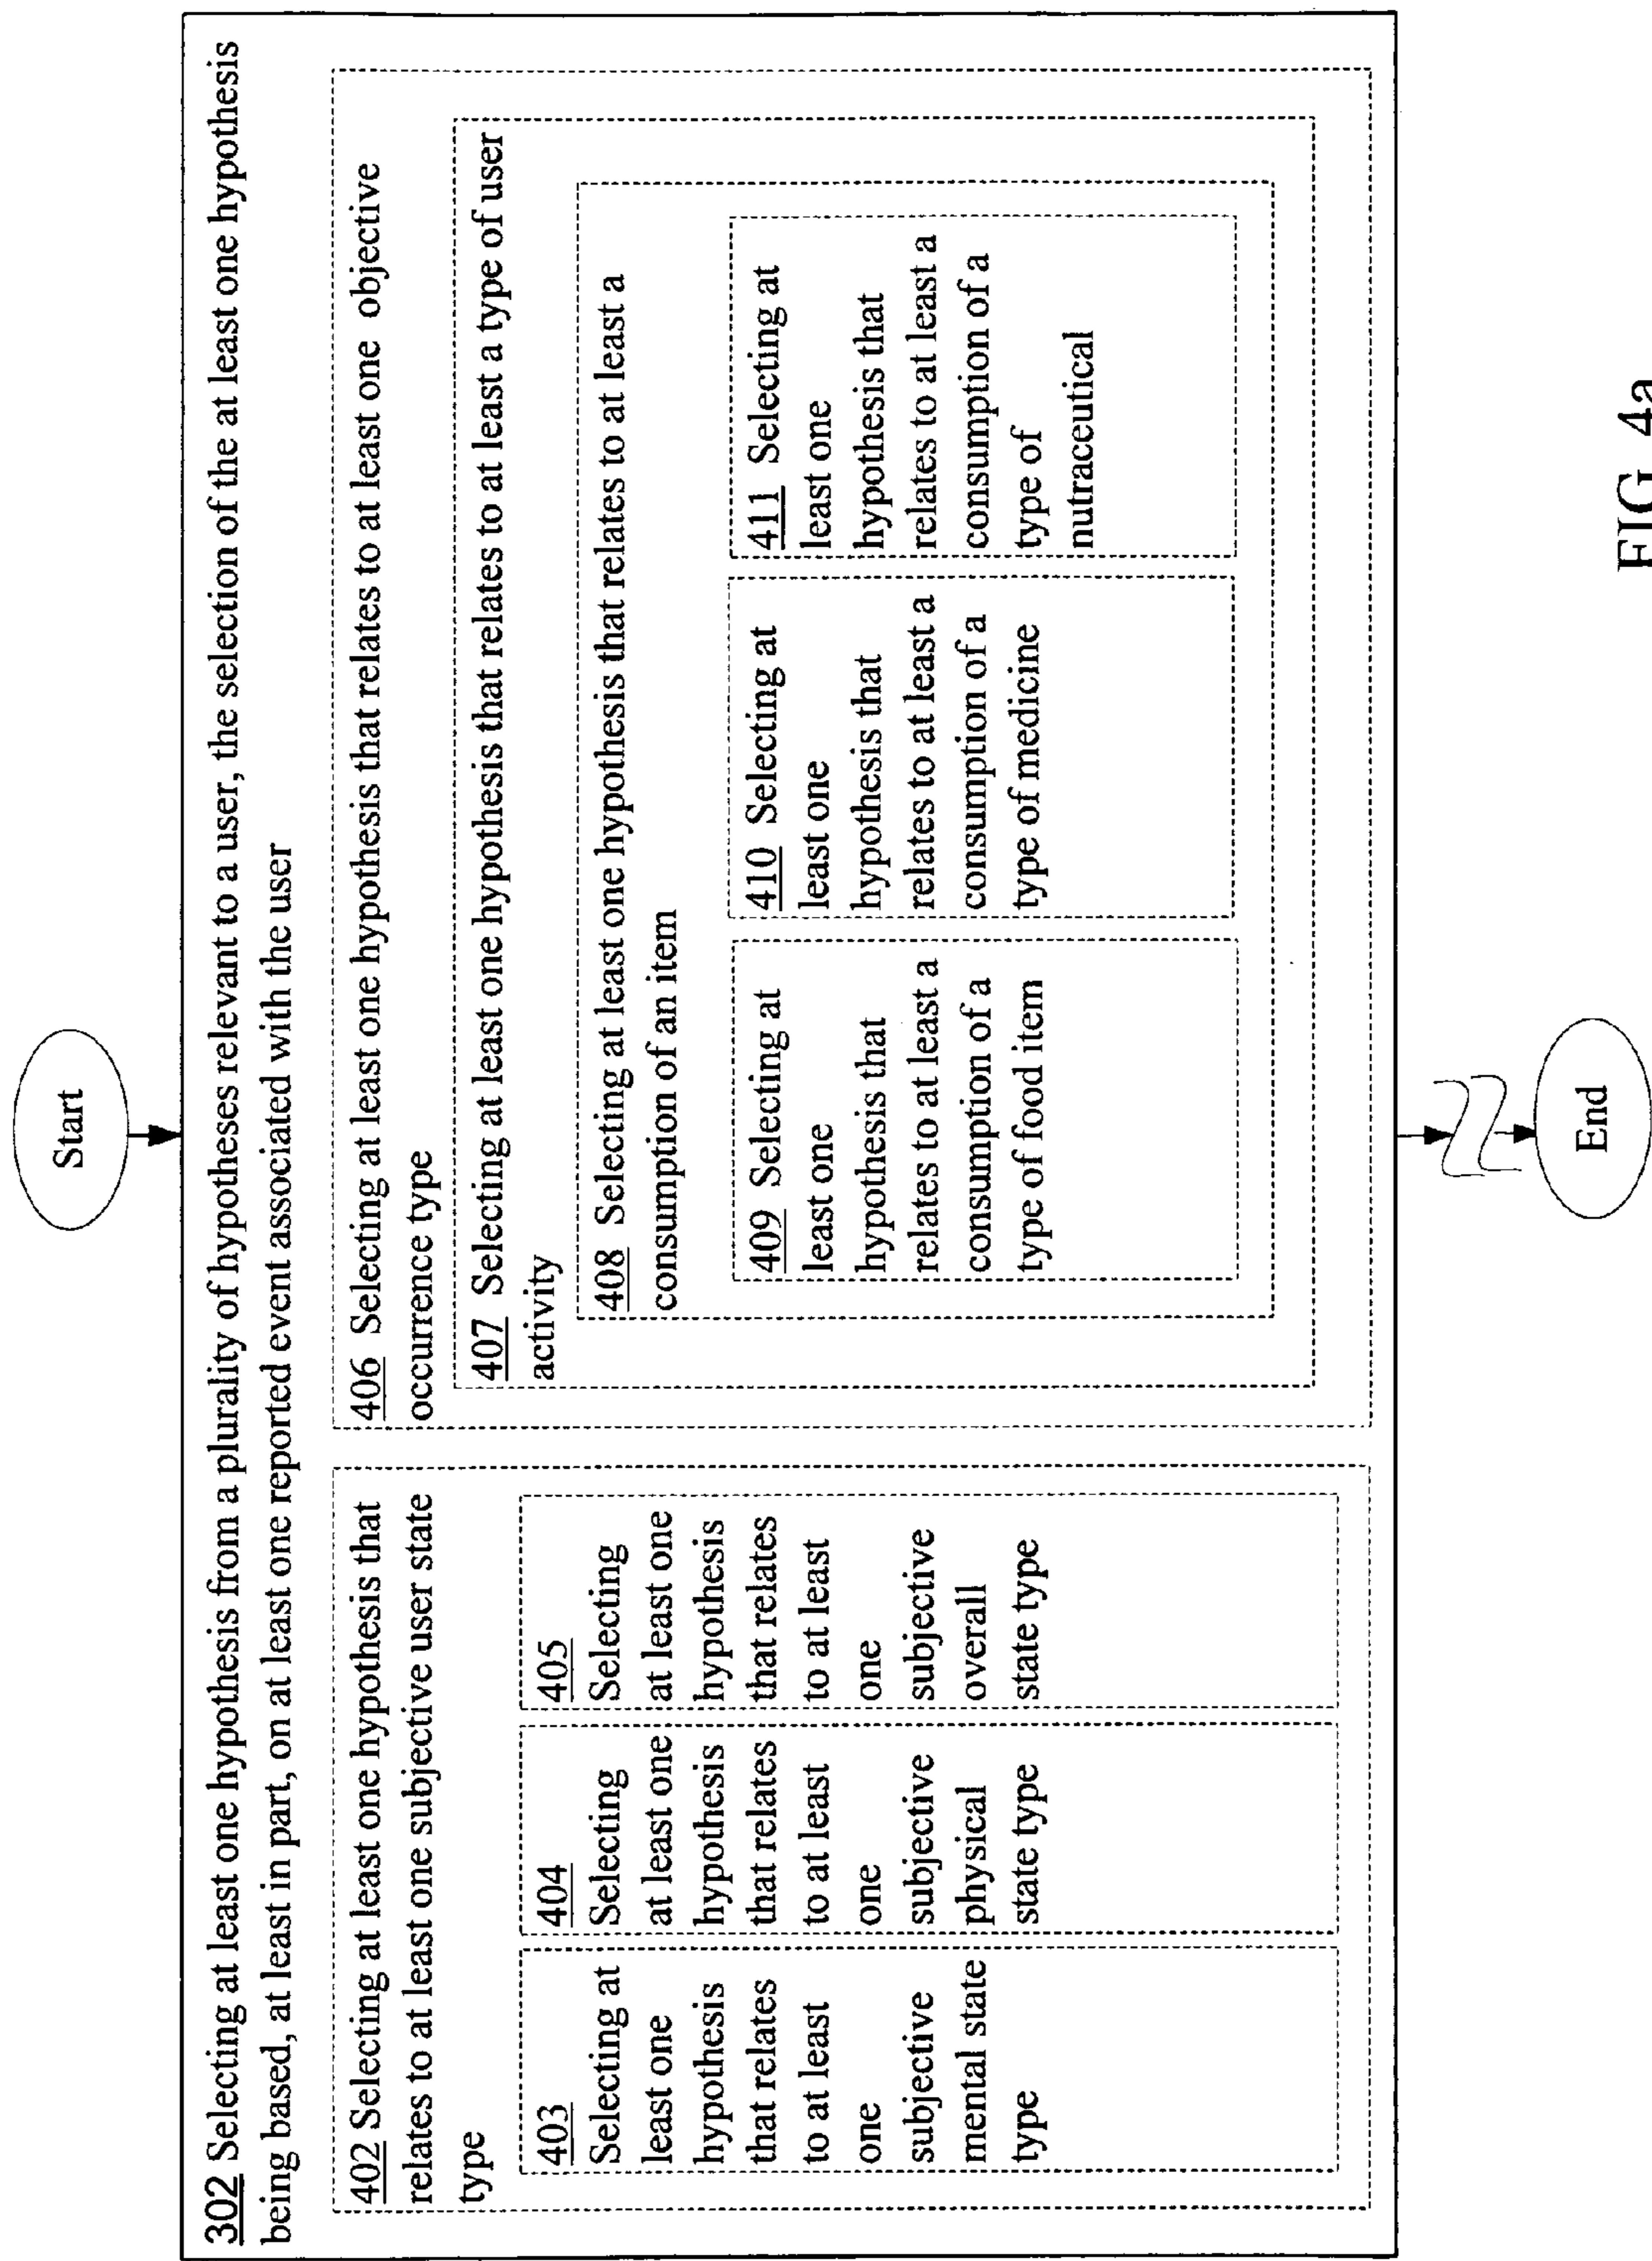 Start
302 Selecting at least one hypothesis from a plurality of hypotheses relevant to a user, the selection of the at least one hypothesis
being based, at least in part, on at least one reported event associated with the user
402 Selecting at least one hypothesis that
relates to at least one subjective user state
type
403
Selecting at
least one
hypothesis
that relates
to at least
one
subjective
mental state
type
404
Selecting
at least one
hypothesis
that relates
to at least
one
subjective
physical
state type
405
Selecting
at least one
hypothesis
that relates
to at least
one
subjective
overall
state type
406 Selecting at least one hypothesis that relates to at least one objective
occurrence type
407 Selecting at least one hypothesis that relates to at least a type of user
activity
408 Selecting at least one hypothesis that relates to at least a
consumption of an item
409 Selecting at
least one
hypothesis that
relates to at least a
consumption of a
type of food item
410 Selecting at
least one
hypothesis that
relates to at least a
consumption of a
type of medicine
411 Selecting at
least one
hypothesis that
relates to at least a
consumption of a
type of
nutraceutical
End
FIG. 4a